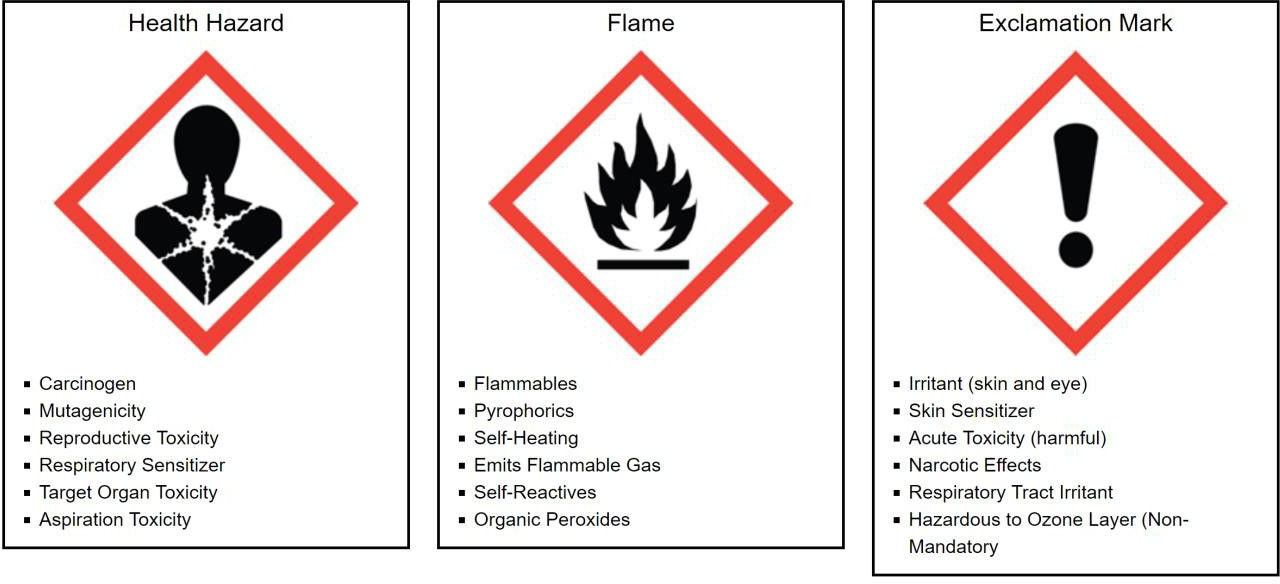 Health Hazard
Carcinogen
Mutagenicity
Reproductive Toxicity
Respiratory Sensitizer
Target Organ Toxicity
Aspiration Toxicity
Flame
Flammables
Pyrophorics
Self-Heating
Emits Flammable Gas
Self-Reactives
Organic Peroxides
Exclamation Mark
Irritant (skin and eye)
Skin Sensitizer
Acute Toxicity (harmful)
Narcotic Effects
Respiratory Tract Irritant
Hazardous to Ozone Layer (Non-
Mandatory